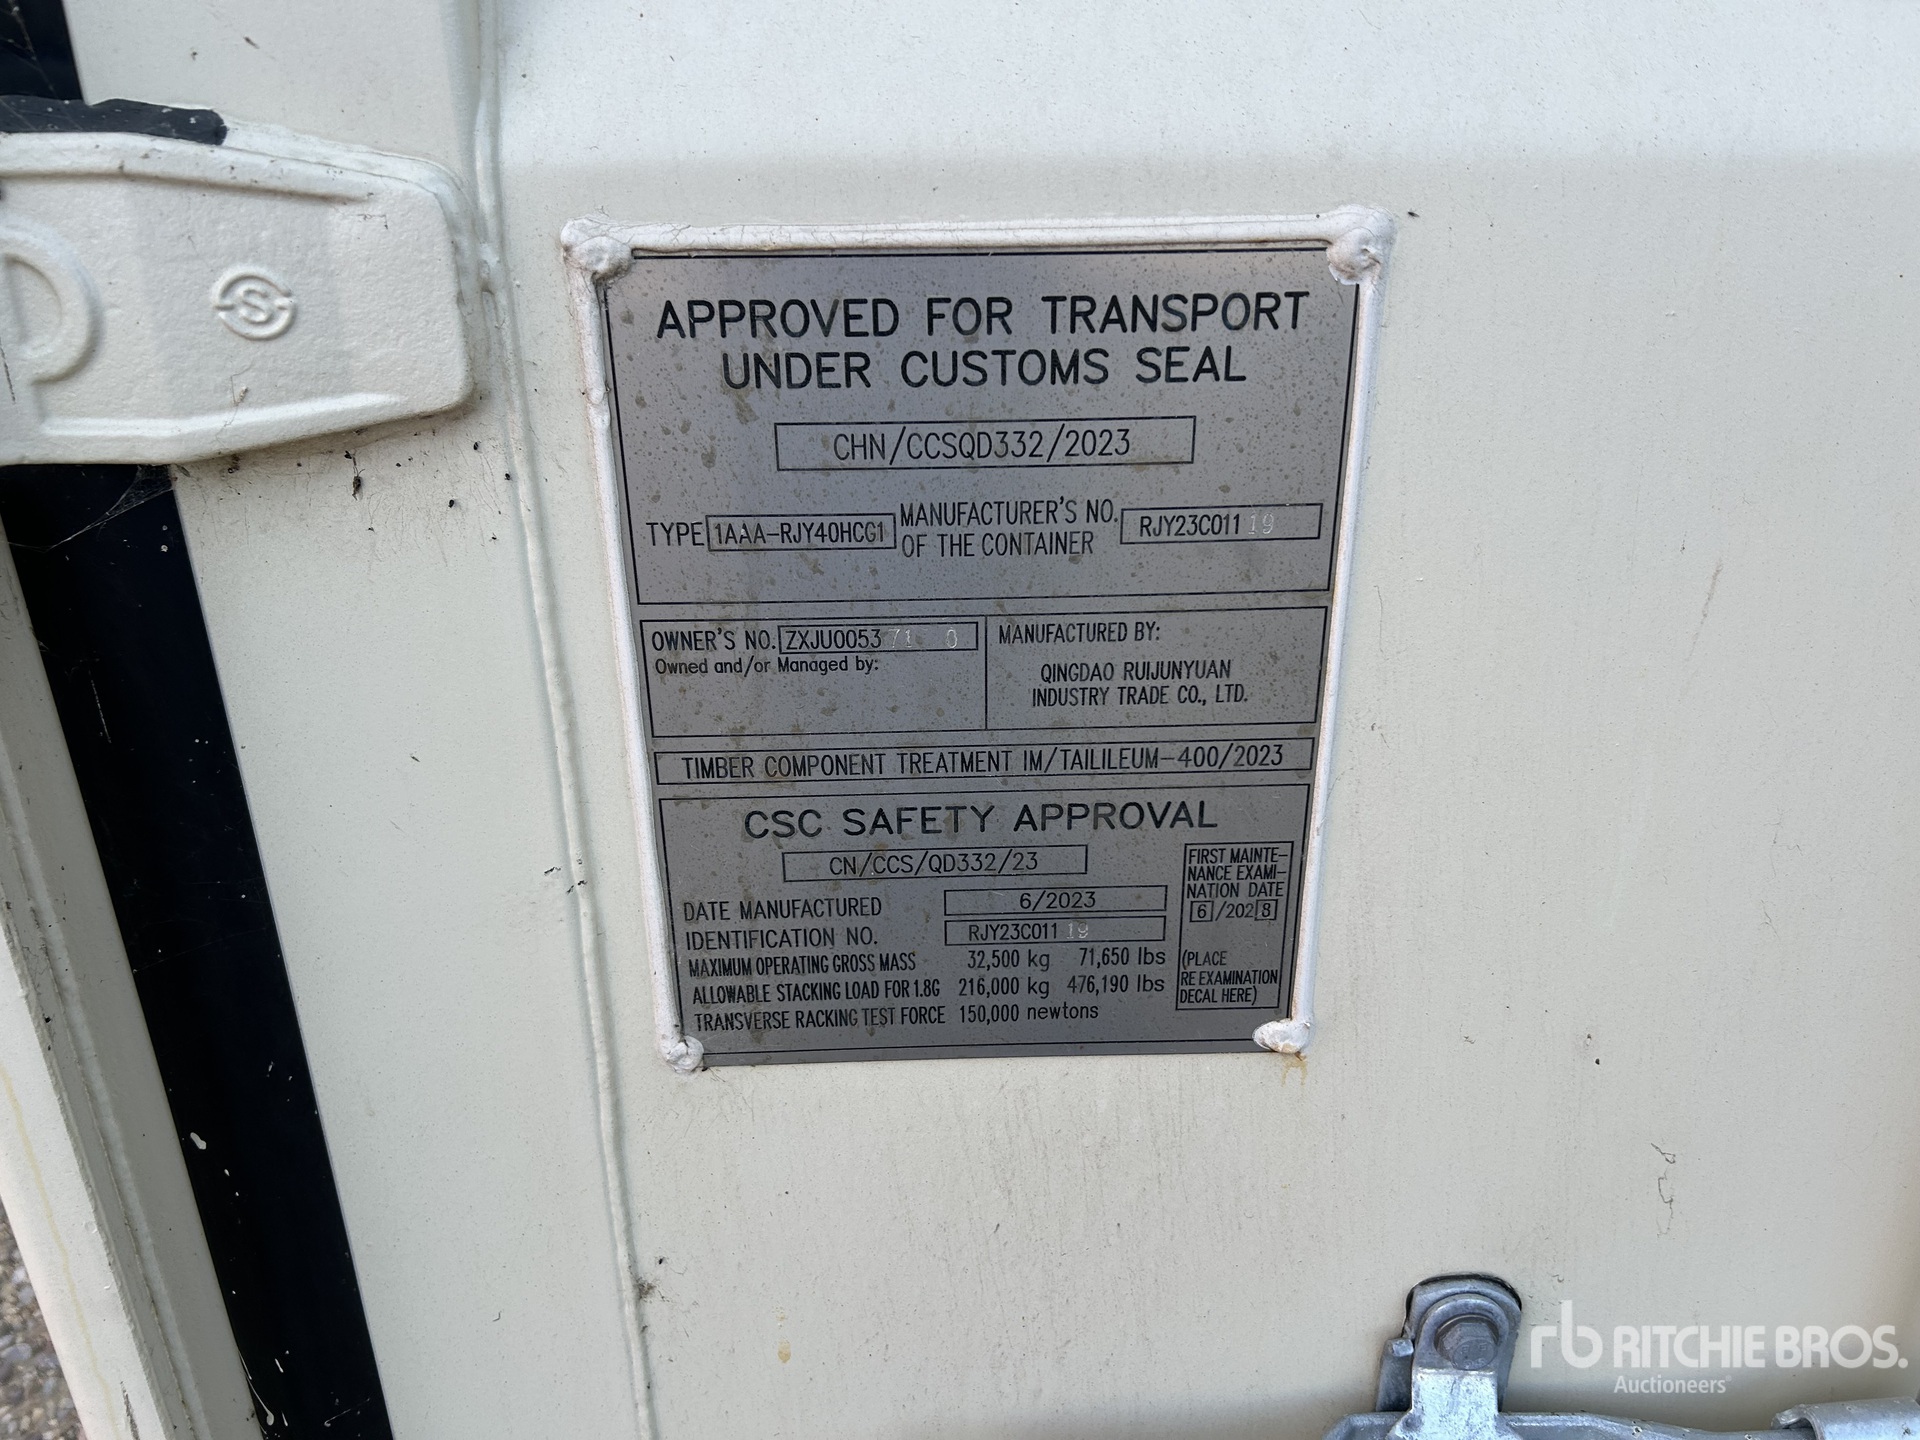 APPROVED FOR TRANSPORT
UNDER CUSTOMS SEAL
CHN/CCSQD332/2023
TYPE 1AAA-RJY40HCG1 MANUFACTURER'S NO. OF THE CONTAINER RJY23C01119
OWNER'S NO. ZXJU005371 0
Owned and/or Managed by:
MANUFACTURED BY:
QINGDAO RUIJUNYUAN
INDUSTRY TRADE CO., LTD.
TIMBER COMPONENT TREATMENT IM/TAILILEUM-400/2023
CSC SAFETY APPROVAL
CN/CCS/QD332/23
DATE MANUFACTURED 6/2023
IDENTIFICATION NO. RJY23C01119
MAXIMUM OPERATING GROSS MASS 32,500 kg 71,650 lbs
ALLOWABLE STACKING LOAD FOR 1.8G 216,000 kg 476,190 lbs
TRANSVERSE RACKING TEST FORCE 150,000 newtons
FIRST MAINTE-
NANCE EXAMI-
NATION DATE
6/2028
(PLACE
RE EXAMINATION
DECAL HERE)
S
rb RITCHIE BROS.
Auctioneers